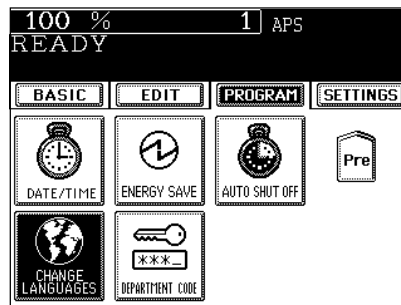 100 % 1 APS
READY
BASIC EDIT PROGRAM SETTINGS
DATE/TIME ENERGY SAVE AUTO SHUT OFF Pre
CHANGE
LANGUAGES
***_
DEPARTMENT CODE